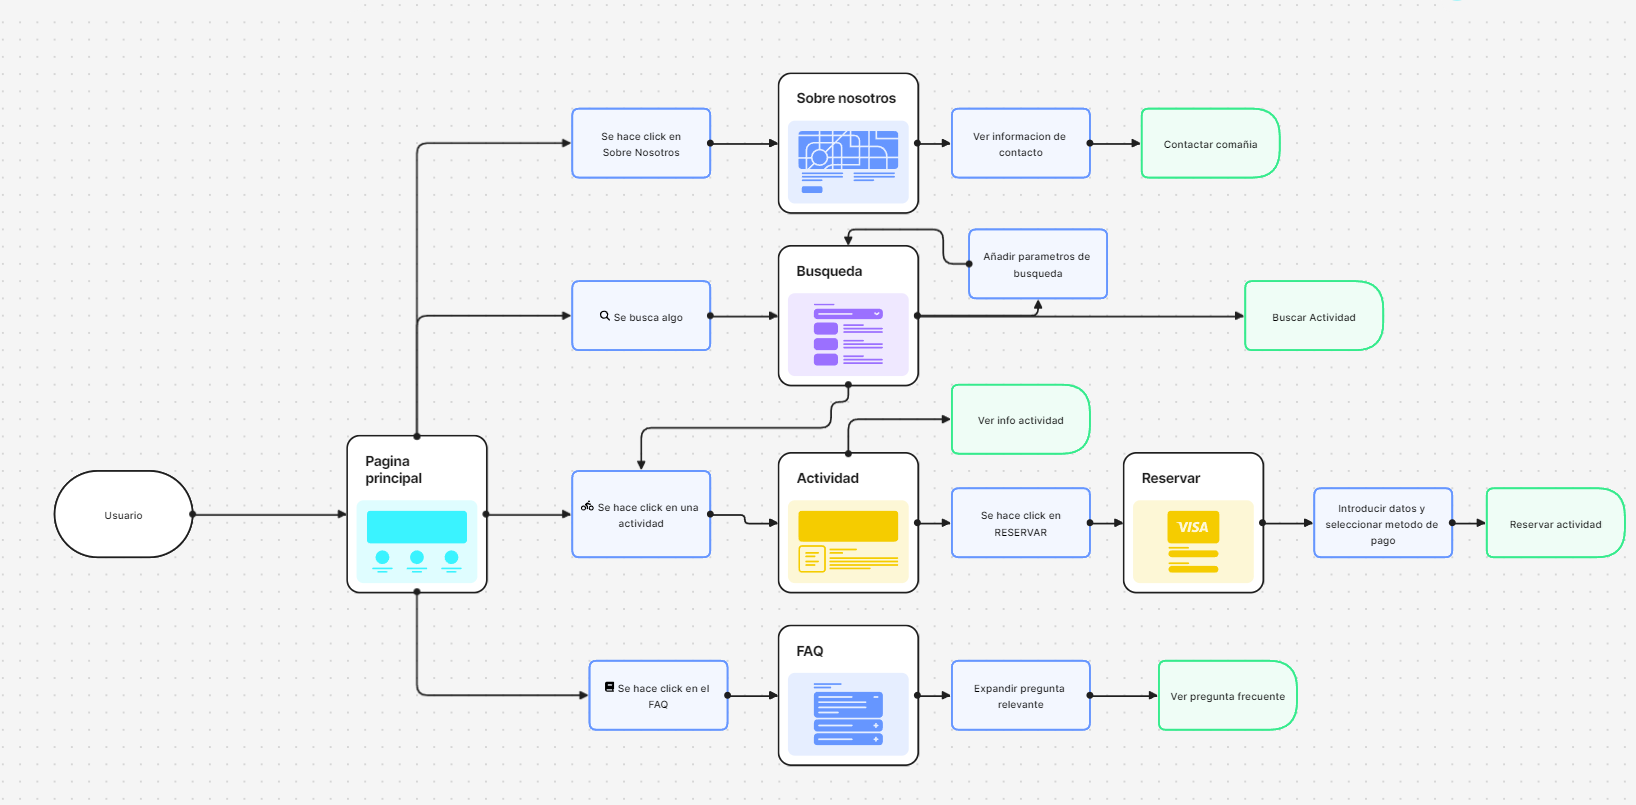 Sobre nosotros
Se hace click en
Sobre Nosotros
Ver informacion de
contacto
Contactar comañia
Añadir parametros de
busqueda
Busqueda
Se busca algo
Buscar Actividad
Ver info actividad
Pagina
principal
Actividad
Reservar
Usuario
Se hace click en una
actividad
Se hace click en
RESERVAR
VISA
Introducir datos y
seleccionar metodo de
pago
Reservar actividad
FAQ
Se hace click en el
FAQ
Expandir pregunta
relevante
Ver pregunta frecuente